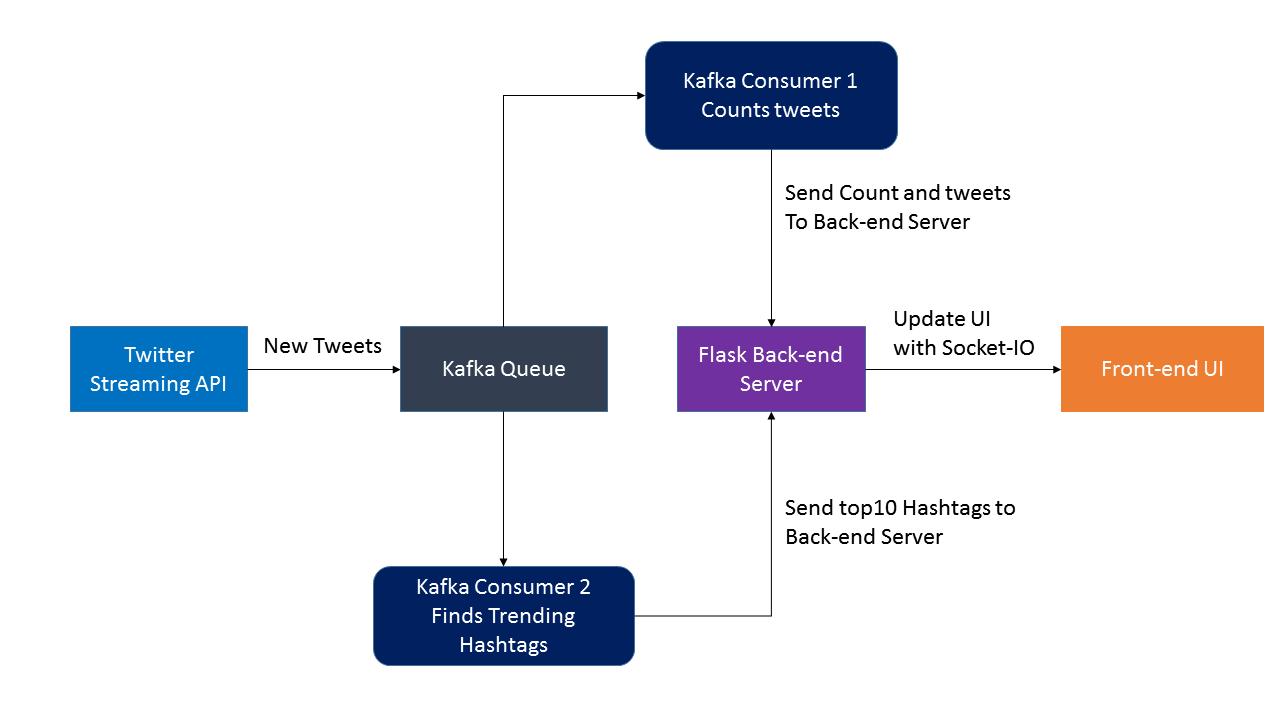 Kafka Consumer 1
Counts tweets
Send Count and tweets
To Back-end Server
Twitter
Streaming API
New Tweets
Kafka Queue
Flask Back-end
Server
Update UI
with Socket-IO
Front-end UI
Send top10 Hashtags to
Back-end Server
Kafka Consumer 2
Finds Trending
Hashtags